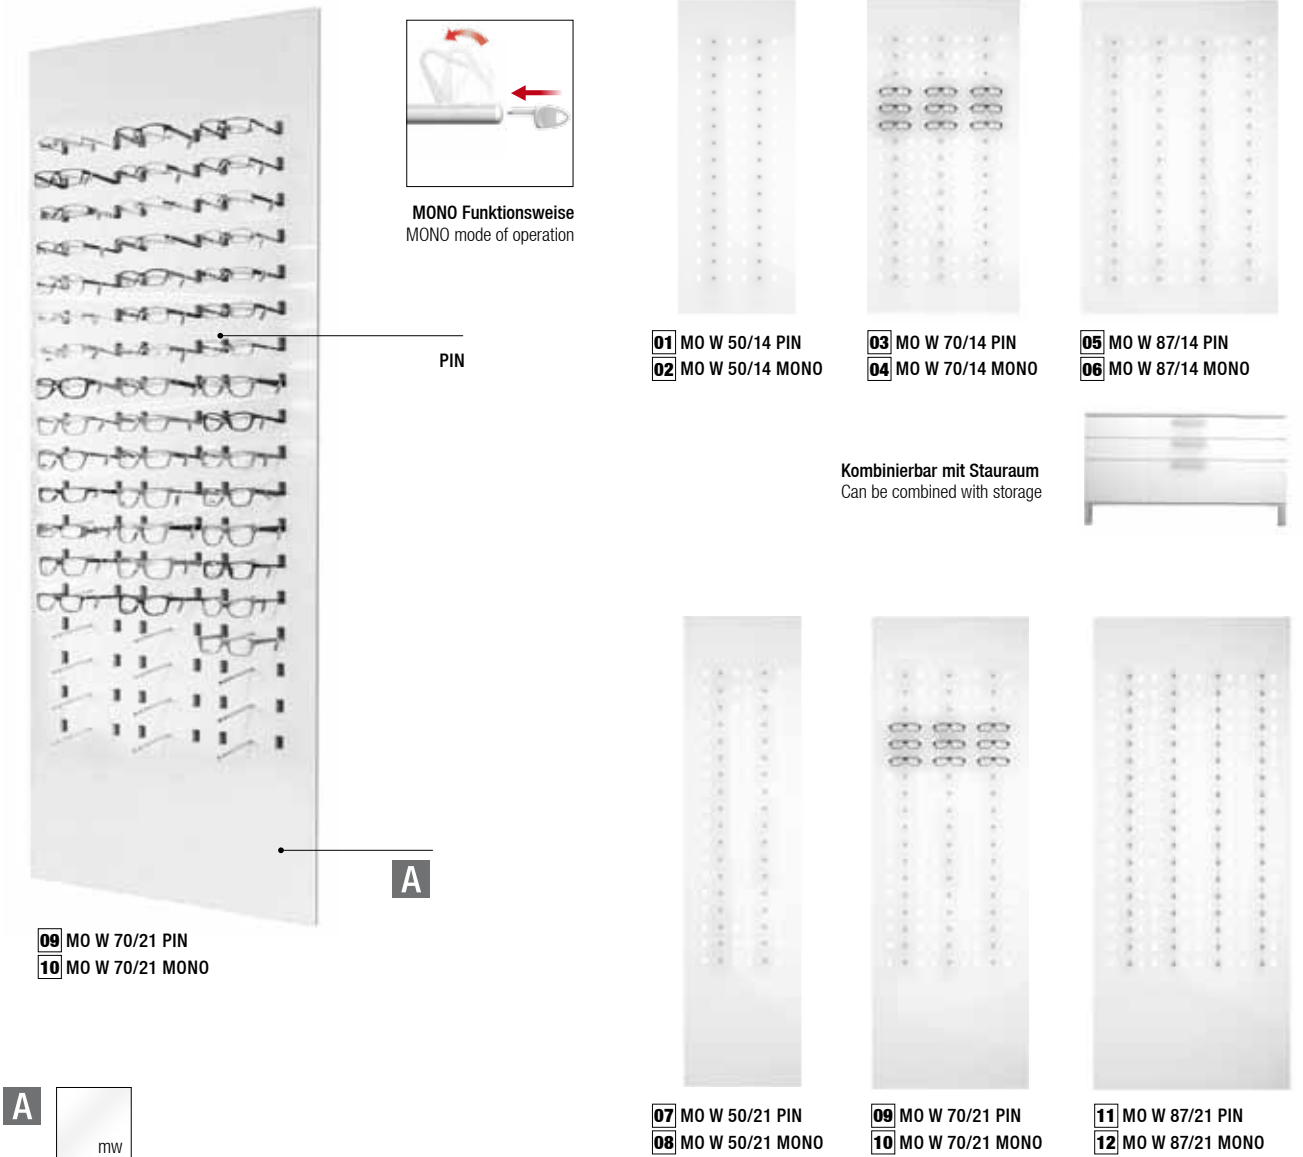 MONO Funktionsweise
MONO mode of operation
PIN
A
09 MO W 70/21 PIN
10 MO W 70/21 MONO
A
mw
01 MO W 50/14 PIN
02 MO W 50/14 MONO
03 MO W 70/14 PIN
04 MO W 70/14 MONO
05 MO W 87/14 PIN
06 MO W 87/14 MONO
Kombinierbar mit Stauraum
Can be combined with storage
07 MO W 50/21 PIN
08 MO W 50/21 MONO
09 MO W 70/21 PIN
10 MO W 70/21 MONO
11 MO W 87/21 PIN
12 MO W 87/21 MONO